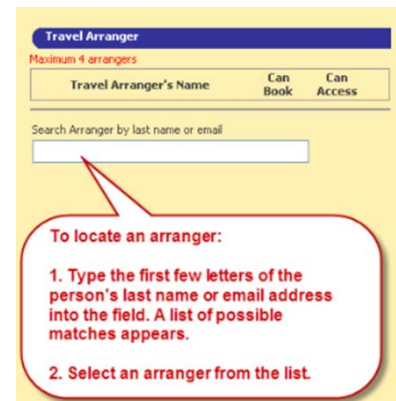 Travel Arranger
Maximum 4 arrangers
Travel Arranger's Name Can Book Can Access
Search Arranger by last name or email
To locate an arranger:
1. Type the first few letters of the
person's last name or email address
into the field. A list of possible
matches appears.
2. Select an arranger from the list.